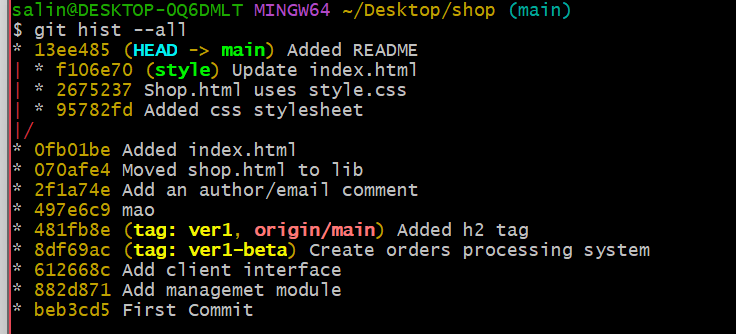 salin@DESKTOP-0Q6DMLT MINGW64 ~/Desktop/shop (main)
$ git hist --all
* 13ee485 (HEAD -> main) Added README
| * f106e70 (style) Update index.html
| * 2675237 Shop.html uses style.css
| * 95782fd Added css stylesheet
|/
* 0fb01be Added index.html
* 070afe4 Moved shop.html to lib
* 2f1a74e Add an author/email comment
* 497e6c9 mao
* 481fb8e (tag: ver1, origin/main) Added h2 tag
* 8df69ac (tag: ver1-beta) Create orders processing system
* 612668c Add client interface
* 882d871 Add managemet module
* beb3cd5 First Commit